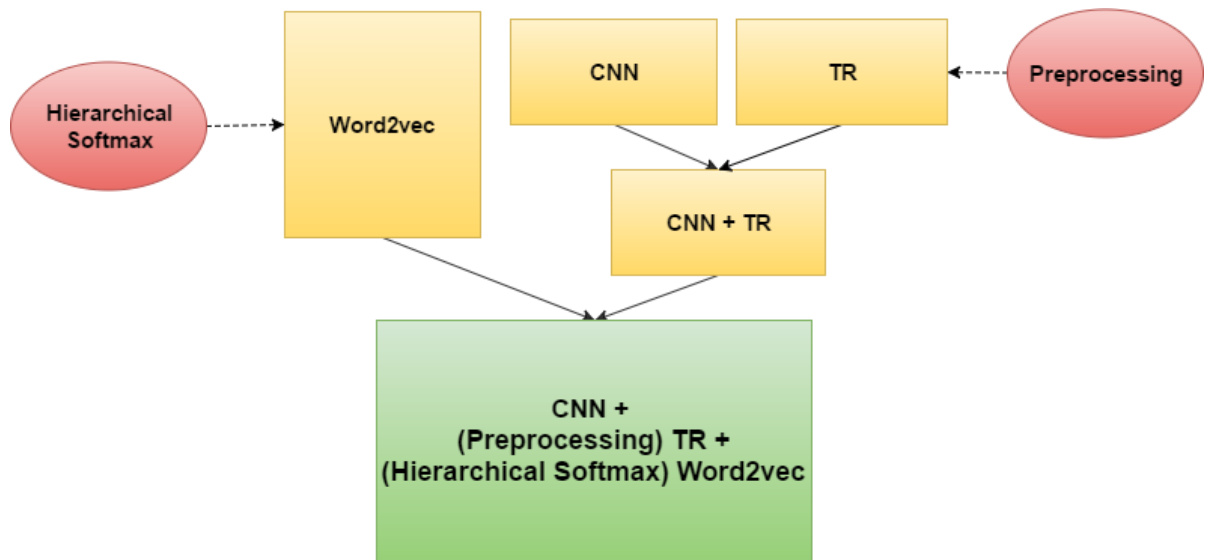 CNN
TR
Preprocessing
Hierarchical
Softmax
Word2vec
CNN + TR
CNN +
(Preprocessing) TR +
(Hierarchical Softmax) Word2vec